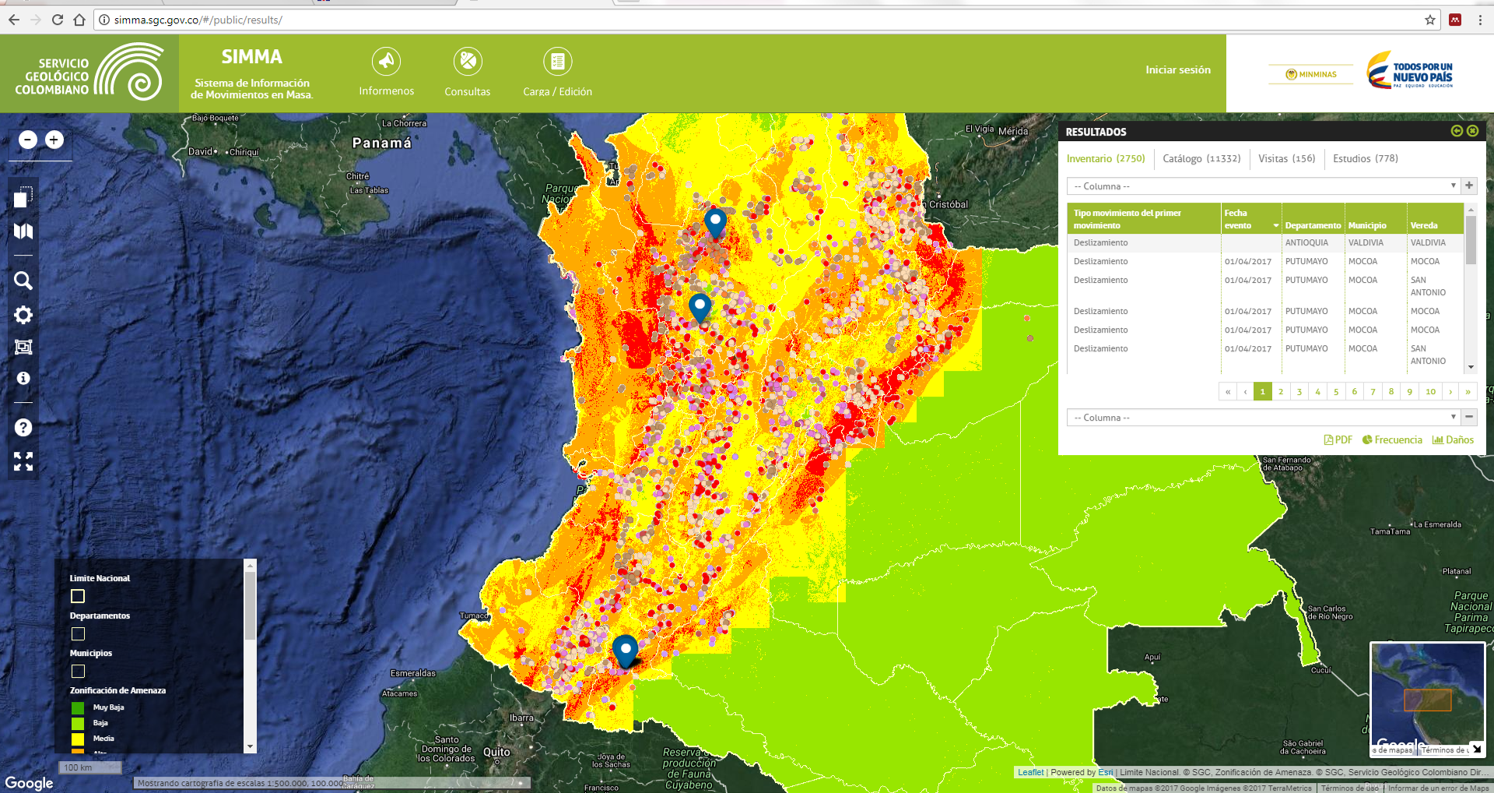 simma.sgc.gov.co/#/public/results/
SERVICIO
GEOLÓGICO
COLOMBIANO
SIMMA
Sistema de Información
de Movimientos en Masa.
Informenos
Consultas
Carga / Edición
Iniciar sesión
MINMINAS
TODOS POR UN
NUEVO PAÍS
PAZ EQUIDAD EDUCACIÓN
Bajo Boquete
La Chorrera
Panamá
David
Chiriquí
Chitré
Las Tablas
Parque
El Vigía
Mérida
n Cristóbal
RESULTADOS
Inventario (2750)
Catálogo (11332)
Visitas (156)
Estudios (778)
-- Columna --
Tipo movimiento del primer movimiento Fecha evento Departamento Municipio Vereda
Deslizamiento ANTIOQUIA VALDIVIA VALDIVIA
Deslizamiento 01/04/2017 PUTUMAYO MOCOA MOCOA
Deslizamiento 01/04/2017 PUTUMAYO MOCOA SAN ANTONIO
Deslizamiento 01/04/2017 PUTUMAYO MOCOA MOCOA
Deslizamiento 01/04/2017 PUTUMAYO MOCOA MOCOA
Deslizamiento 01/04/2017 PUTUMAYO MOCOA SAN ANTONIO
« ‹ 1 2 3 4 5 6 7 8 9 10 › »
-- Columna --
PDF Frecuencia Daños
San Fernando
de Atabapo
TamaTama
La Esmeralda
Platanal
Parque
Nacional
Parima
Tapirapecó
San Carlos
de Río Negro
Cucuí
Apui
São Gabriel
da Cachoeira
Limite Nacional
Departamentos
Municipios
Zonificación de Amenaza
Muy Baja
Baja
Media
Tumaco
Esmeraldas
Atacames
Ibarra
Santo
Domingo de
los Colorados
Quito
Joya de
los Sachas
Francisco
Reserva
producción
de Fauna
Cuyabeno
100 km
Google
Mostrando cartografía de escalas 1:500.000, 100.000
Bahía de
Google
Leaflet | Powered by Esri | Limite Nacional. © SGC, Zonificación de Amenaza. © SGC, Servicio Geológico Colombiano Dir...
Datos de mapas ©2017 Google Imágenes ©2017 TerraMetrics Términos de uso Informar de un error de Maps